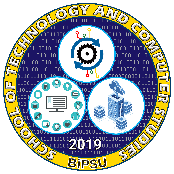 SCHOOL OF TECHNOLOGY AND COMPUTER STUDIES
2019
BIPSU